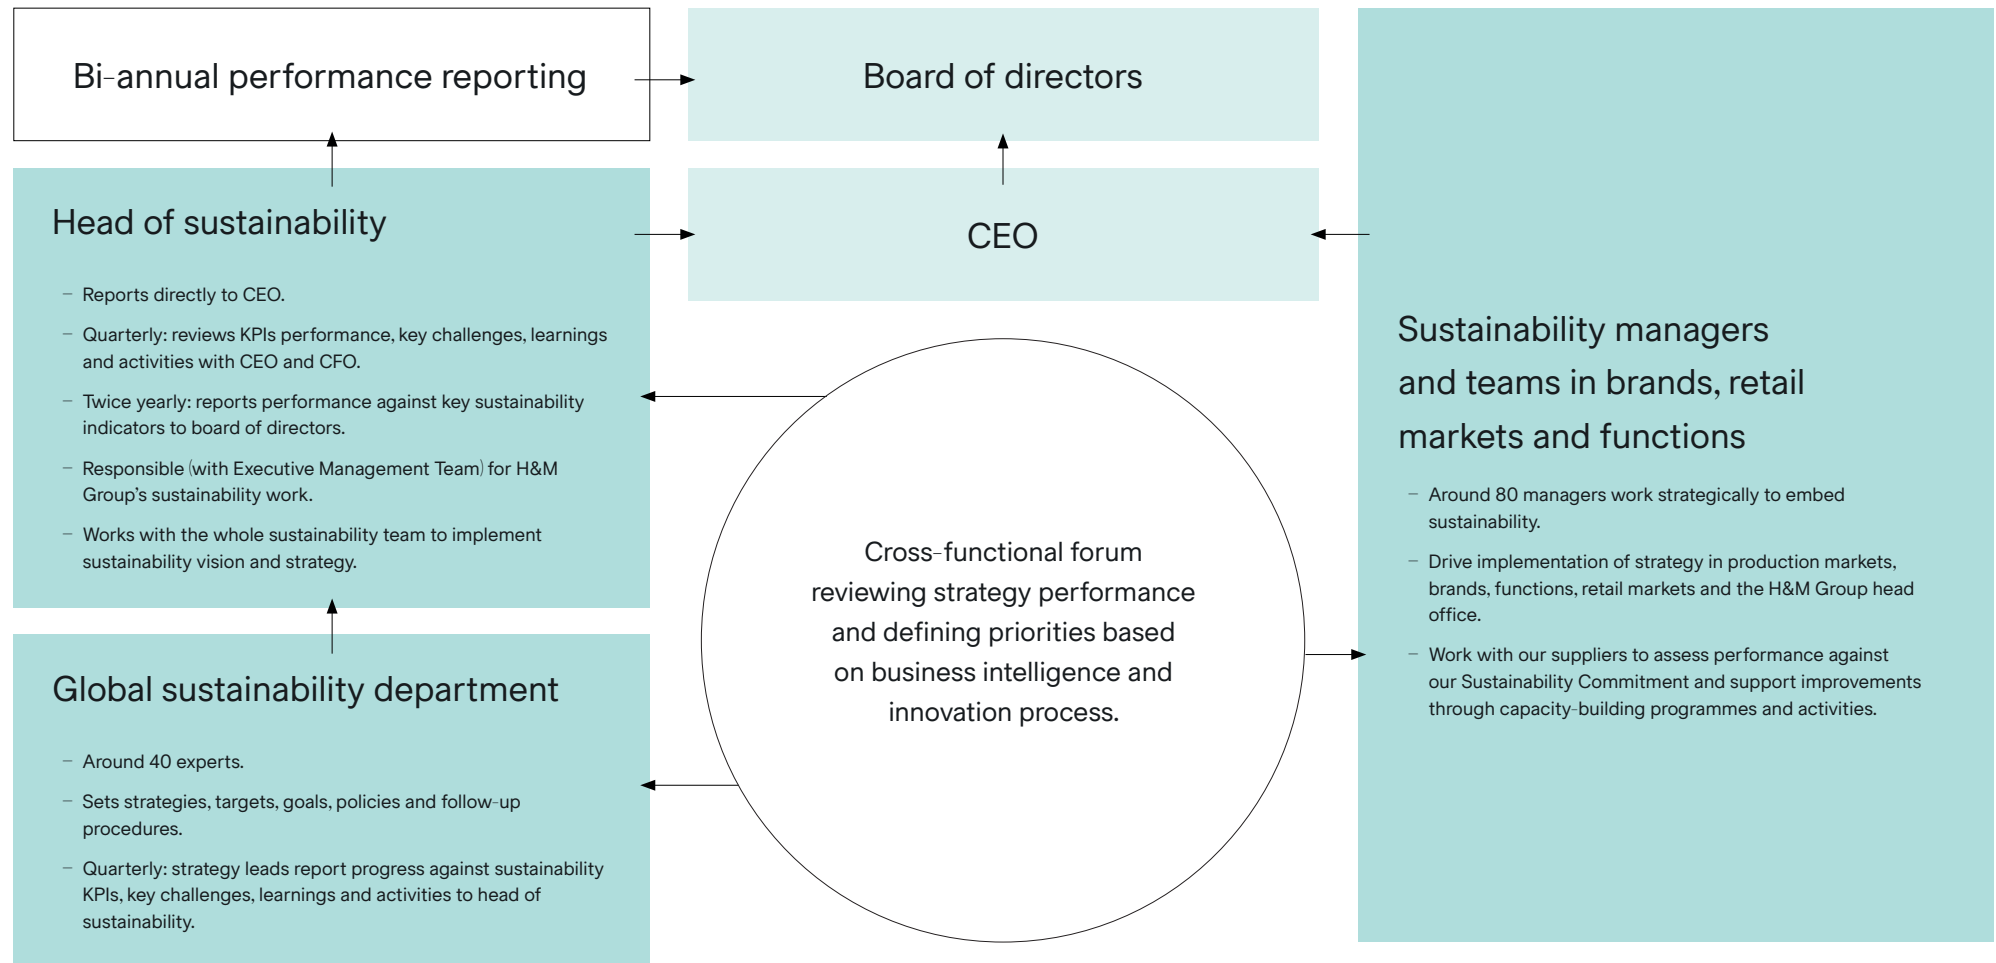 Bi-annual performance reporting
Board of directors
Head of sustainability
– Reports directly to CEO.
– Quarterly: reviews KPIs performance, key challenges, learnings
and activities with CEO and CFO.
– Twice yearly: reports performance against key sustainability
indicators to board of directors.
– Responsible (with Executive Management Team) for H&M
Group’s sustainability work.
– Works with the whole sustainability team to implement
sustainability vision and strategy.
CEO
Global sustainability department
– Around 40 experts.
– Sets strategies, targets, goals, policies and follow-up
procedures.
– Quarterly: strategy leads report progress against sustainability
KPIs, key challenges, learnings and activities to head of
sustainability.
Cross-functional forum
reviewing strategy performance
and defining priorities based
on business intelligence and
innovation process.
Sustainability managers
and teams in brands, retail
markets and functions
– Around 80 managers work strategically to embed
sustainability.
– Drive implementation of strategy in production markets,
brands, functions, retail markets and the H&M Group head
office.
– Work with our suppliers to assess performance against
our Sustainability Commitment and support improvements
through capacity-building programmes and activities.